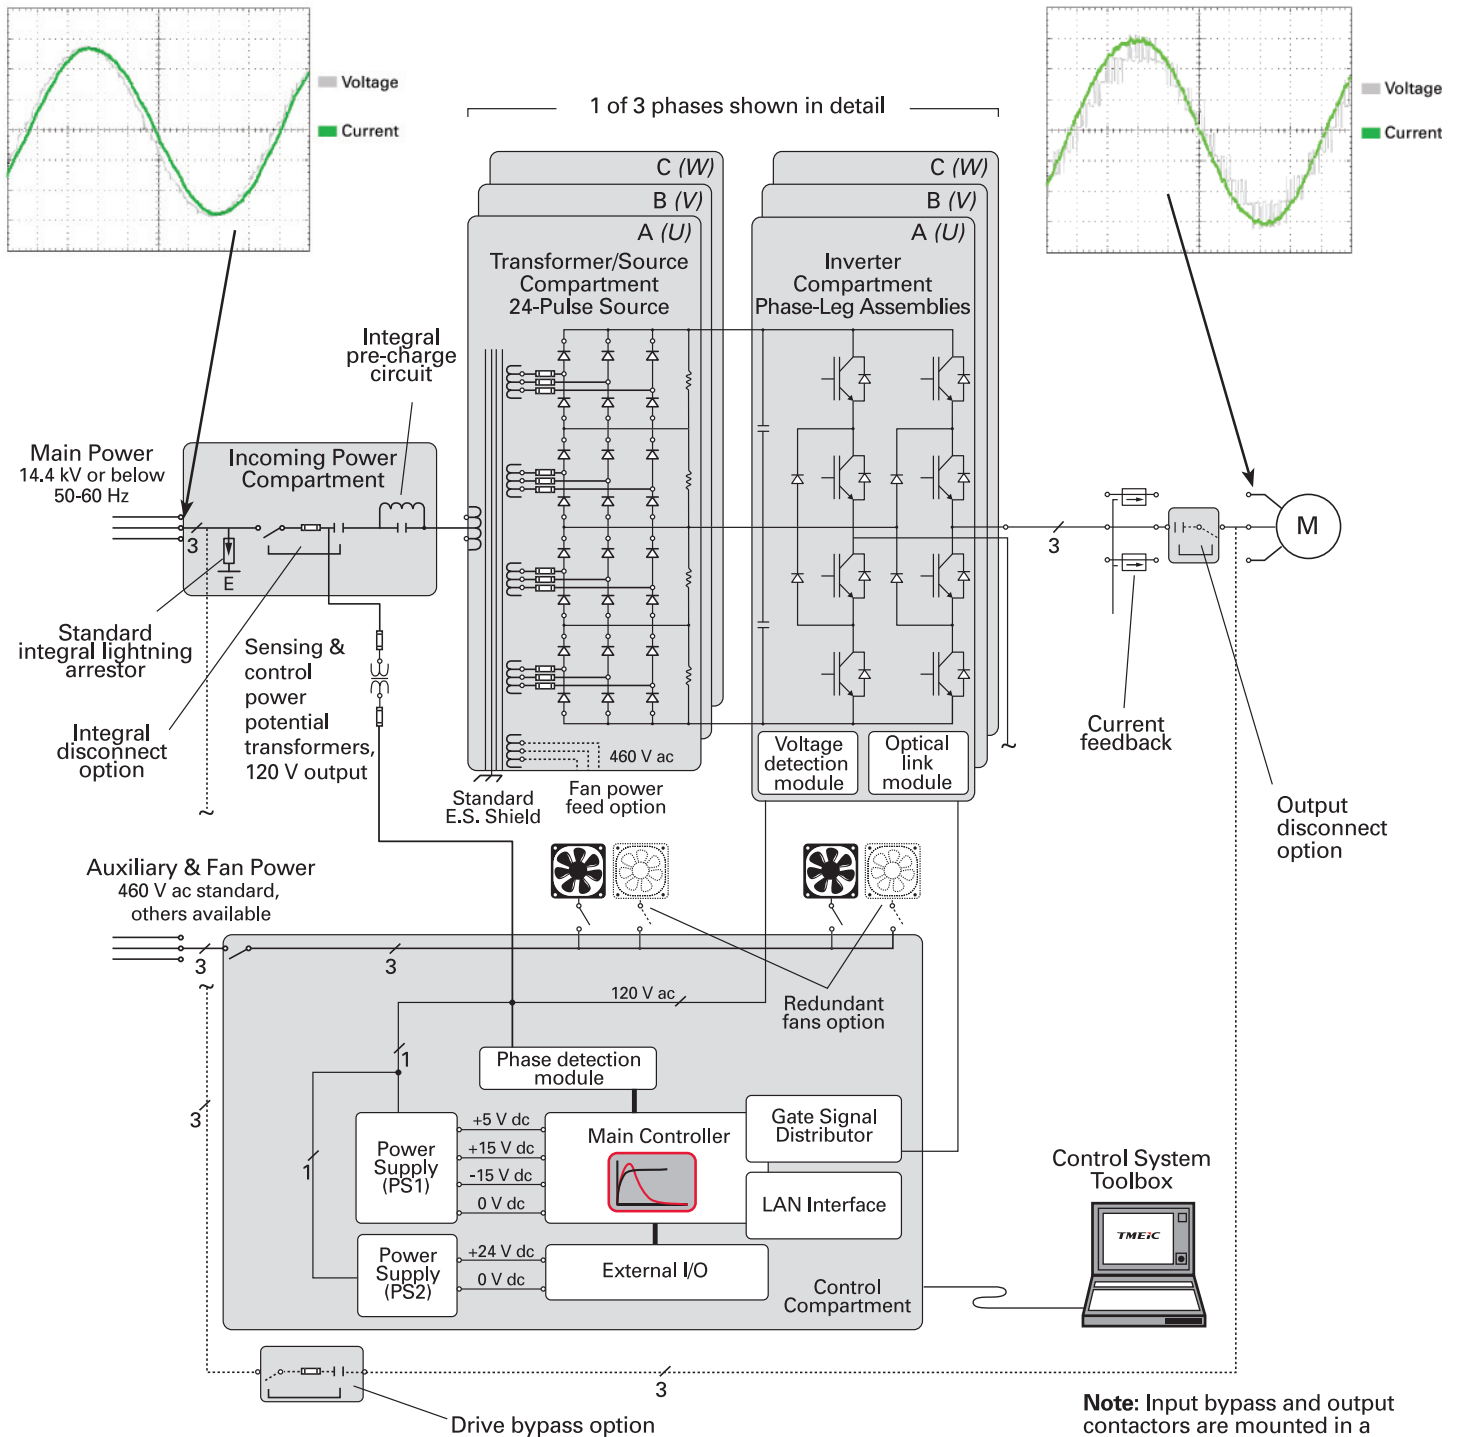 Voltage
Current
1 of 3 phases shown in detail
Voltage
Current
C (W)
B (V)
A (U)
Transformer/Source
Compartment
24-Pulse Source
C (W)
B (V)
A (U)
Inverter
Compartment
Phase-Leg Assemblies
Integral
pre-charge
circuit
Main Power
14.4 kV or below
50-60 Hz
Incoming Power
Compartment
3
E
3
M
Standard
integral lightning
arrestor
Integral
disconnect
option
Sensing &
control
power
potential
transformers,
120 V output
460 V ac
Standard
E.S. Shield
Fan power
feed option
Voltage
detection
module
Optical
link
module
Current
feedback
Output
disconnect
option
~
~
Auxiliary & Fan Power
460 V ac standard,
others available
3
3
~
120 V ac
Redundant
fans option
1
Phase detection
module
3
1
Power
Supply
(PS1)
+5 V dc
+15 V dc
-15 V dc
0 V dc
Main Controller
Gate Signal
Distributor
LAN Interface
Power
Supply
(PS2)
+24 V dc
0 V dc
External I/O
Control
Compartment
Control System
Toolbox
TMEiC
3
Drive bypass option
Note: Input bypass and output
contactors are mounted in a